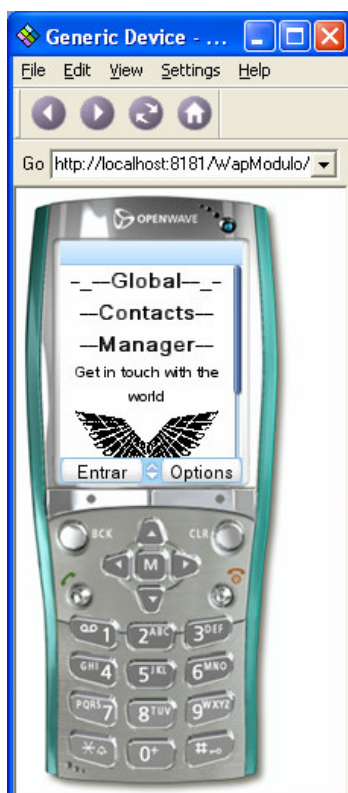 Generic Device - ...
File Edit View Settings Help
Go http://localhost:8181/WapModulo/
OPENWAVE
-_--Global--_-
--Contacts--
--Manager--
Get in touch with the
world
Entrar Options
BCK CLR
M
1 2ABC 3DEF
GHI4 5JKL 6MNO
PQRS7 8TUV 9WXYZ
* 0+ #